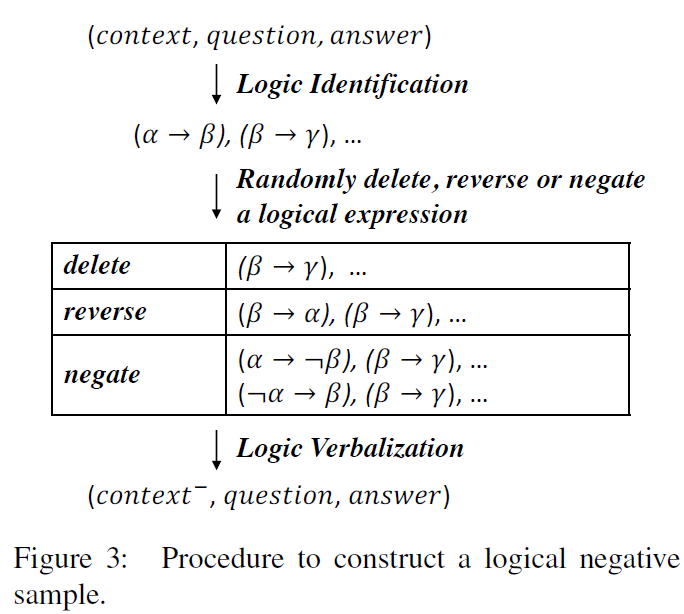 (context, question, answer)
Logic Identification
(α → β), (β → γ), ...
Randomly delete, reverse or negate
a logical expression
delete (β → γ), ...
reverse (β → α), (β → γ), ...
negate (α → ¬β), (β → γ), ...
(¬α → β), (β → γ), ...
Logic Verbalization
(context⁻, question, answer)
Figure 3: Procedure to construct a logical negative
sample.